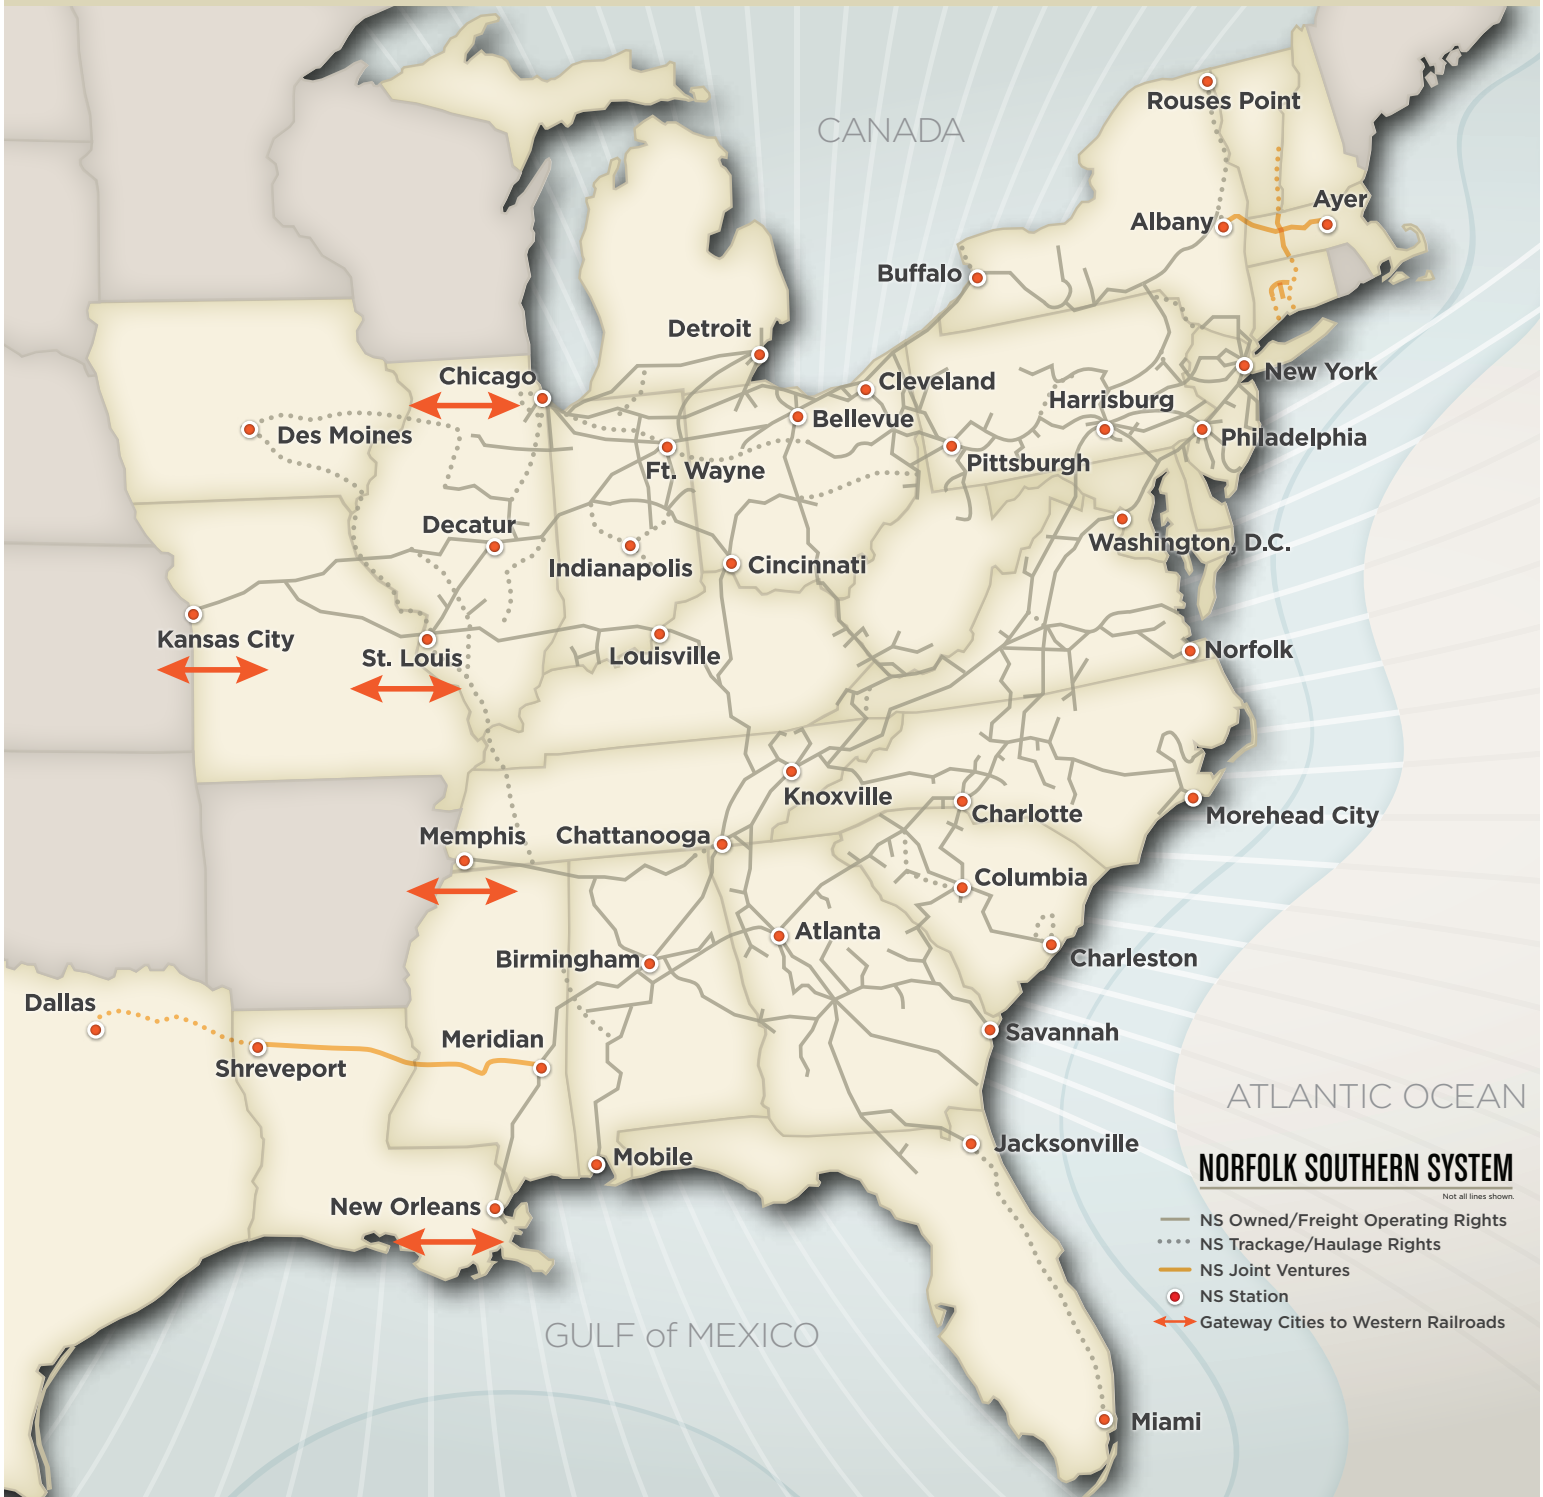 CANADA
Rouses Point
Ayer
Albany
Buffalo
Detroit
Chicago
Cleveland
New York
Harrisburg
Bellevue
Des Moines
Philadelphia
Ft. Wayne
Pittsburgh
Decatur
Washington, D.C.
Indianapolis
Cincinnati
Kansas City
St. Louis
Louisville
Norfolk
Knoxville
Charlotte
Morehead City
Memphis
Chattanooga
Columbia
Atlanta
Birmingham
Charleston
Dallas
Savannah
Meridian
Shreveport
ATLANTIC OCEAN
Jacksonville
Mobile
New Orleans
GULF of MEXICO
Miami
NORFOLK SOUTHERN SYSTEM
Not all lines shown.
NS Owned/Freight Operating Rights
NS Trackage/Haulage Rights
NS Joint Ventures
NS Station
Gateway Cities to Western Railroads